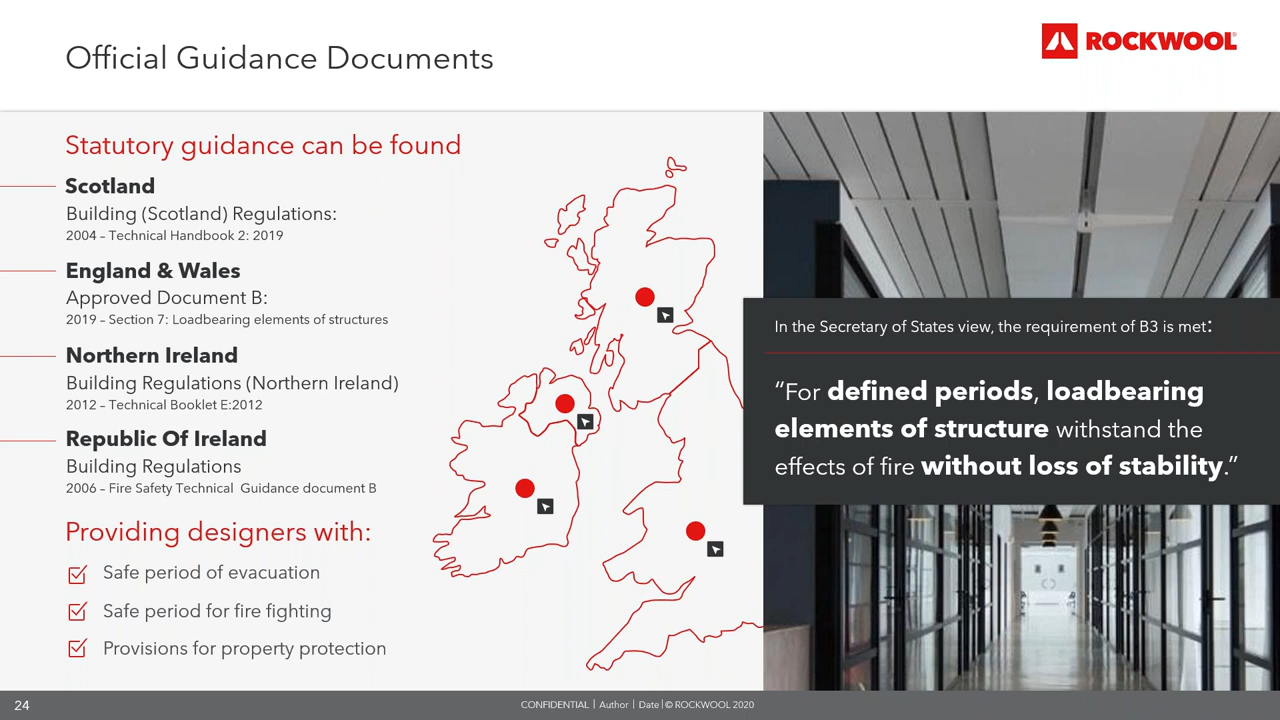 Official Guidance Documents
ROCKWOOL®
Statutory guidance can be found
Scotland
Building (Scotland) Regulations:
2004 – Technical Handbook 2: 2019
England & Wales
Approved Document B:
2019 – Section 7: Loadbearing elements of structures
Northern Ireland
Building Regulations (Northern Ireland)
2012 – Technical Booklet E:2012
Republic Of Ireland
Building Regulations
2006 – Fire Safety Technical Guidance document B
Providing designers with:
Safe period of evacuation
Safe period for fire fighting
Provisions for property protection
In the Secretary of States view, the requirement of B3 is met:
“For defined periods, loadbearing
elements of structure withstand the
effects of fire without loss of stability.”
24
CONFIDENTIAL | Author | Date | © ROCKWOOL 2020